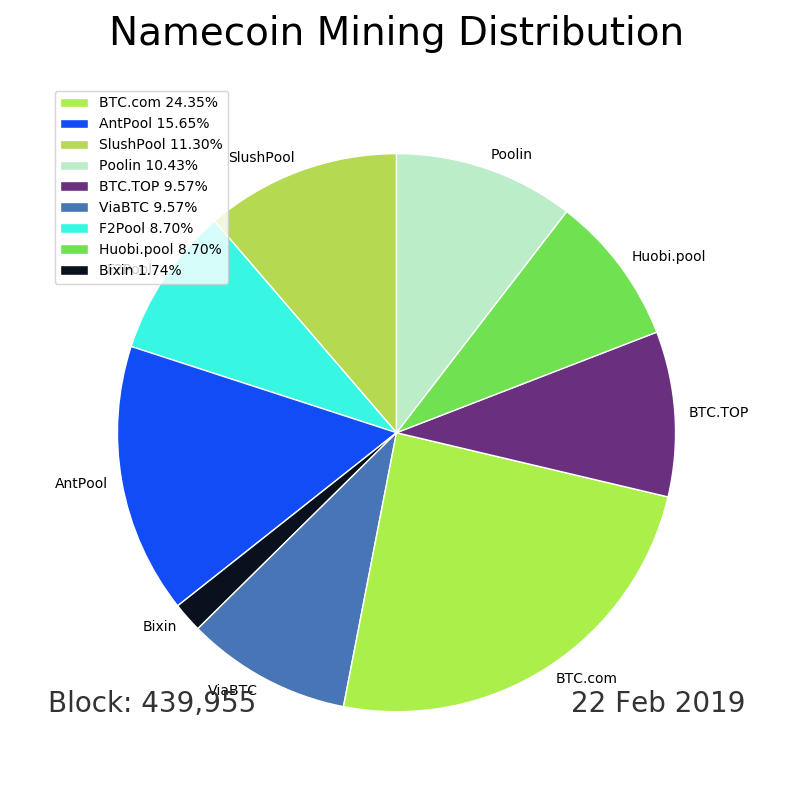 Namecoin Mining Distribution
BTC.com 24.35%
AntPool 15.65%
SlushPool 11.30%
Poolin 10.43%
BTC.TOP 9.57%
ViaBTC 9.57%
F2Pool 8.70%
Huobi.pool 8.70%
Bixin 1.74%
SlushPool
Poolin
Huobi.pool
BTC.TOP
AntPool
Bixin
ViaBTC
BTC.com
Block: 439,955
22 Feb 2019